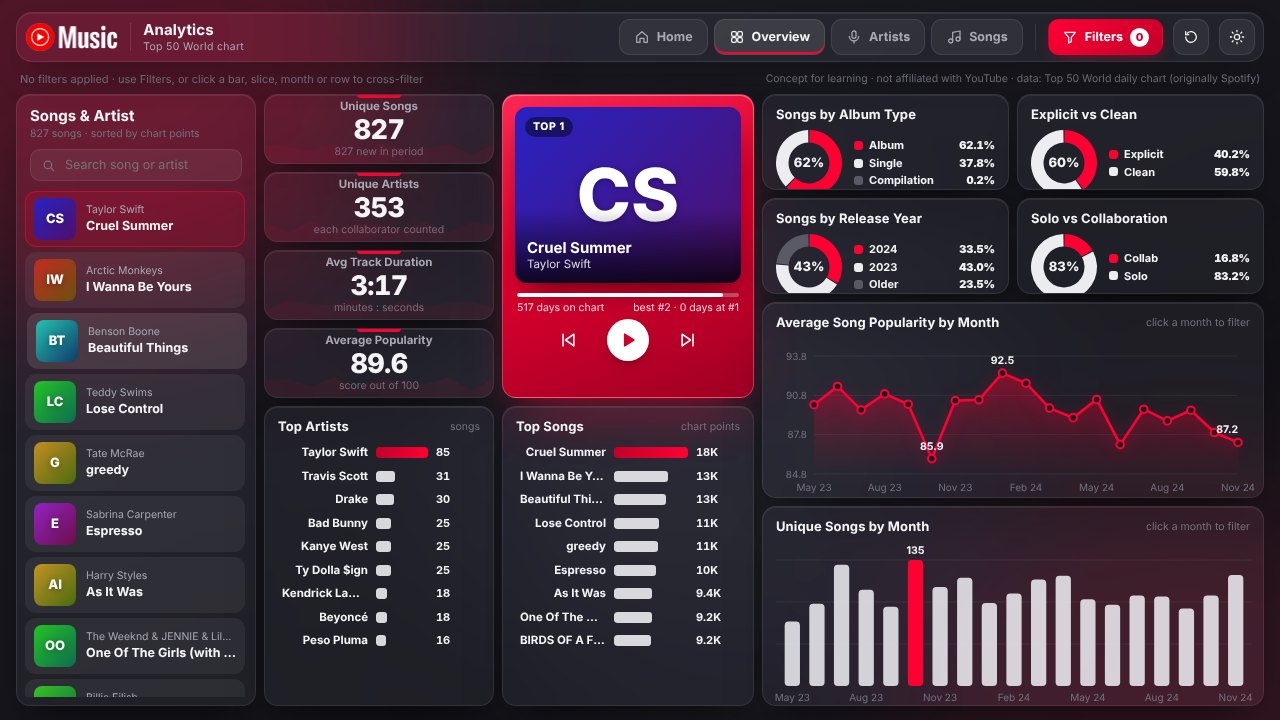 Music
Analytics
Top 50 World chart
Home
Overview
Artists
Songs
Filters 0
No filters applied · use Filters, or click a bar, slice, month or row to cross-filter
Concept for learning · not affiliated with YouTube · data: Top 50 World daily chart (originally Spotify)
Songs & Artist
827 songs · sorted by chart points
Search song or artist
CS
Taylor Swift
Cruel Summer
IW
Arctic Monkeys
I Wanna Be Yours
BT
Benson Boone
Beautiful Things
LC
Teddy Swims
Lose Control
G
Tate McRae
greedy
E
Sabrina Carpenter
Espresso
AI
Harry Styles
As It Was
OO
The Weeknd & JENNIE & Lil...
One Of The Girls (with ...
Billie Eilish
Unique Songs
827
827 new in period
Unique Artists
353
each collaborator counted
Avg Track Duration
3:17
minutes : seconds
Average Popularity
89.6
score out of 100
TOP 1
CS
Cruel Summer
Taylor Swift
517 days on chart
best #2 · 0 days at #1
Top Artists
songs
Taylor Swift 85
Travis Scott 31
Drake 30
Bad Bunny 25
Kanye West 25
Ty Dolla $ign 25
Kendrick La... 18
Beyoncé 18
Peso Pluma 16
Top Songs
chart points
Cruel Summer 18K
I Wanna Be Y... 13K
Beautiful Thi... 13K
Lose Control 11K
greedy 11K
Espresso 10K
As It Was 9.4K
One Of The ... 9.2K
BIRDS OF A F... 9.2K
Songs by Album Type
62%
Album 62.1%
Single 37.8%
Compilation 0.2%
Explicit vs Clean
60%
Explicit 40.2%
Clean 59.8%
Songs by Release Year
43%
2024 33.5%
2023 43.0%
Older 23.5%
Solo vs Collaboration
83%
Collab 16.8%
Solo 83.2%
Average Song Popularity by Month
click a month to filter
93.8
90.8
87.8
84.8
92.5
85.9
87.2
May 23 Aug 23 Nov 23 Feb 24 May 24 Aug 24 Nov 24
Unique Songs by Month
click a month to filter
135
May 23 Aug 23 Nov 23 Feb 24 May 24 Aug 24 Nov 24